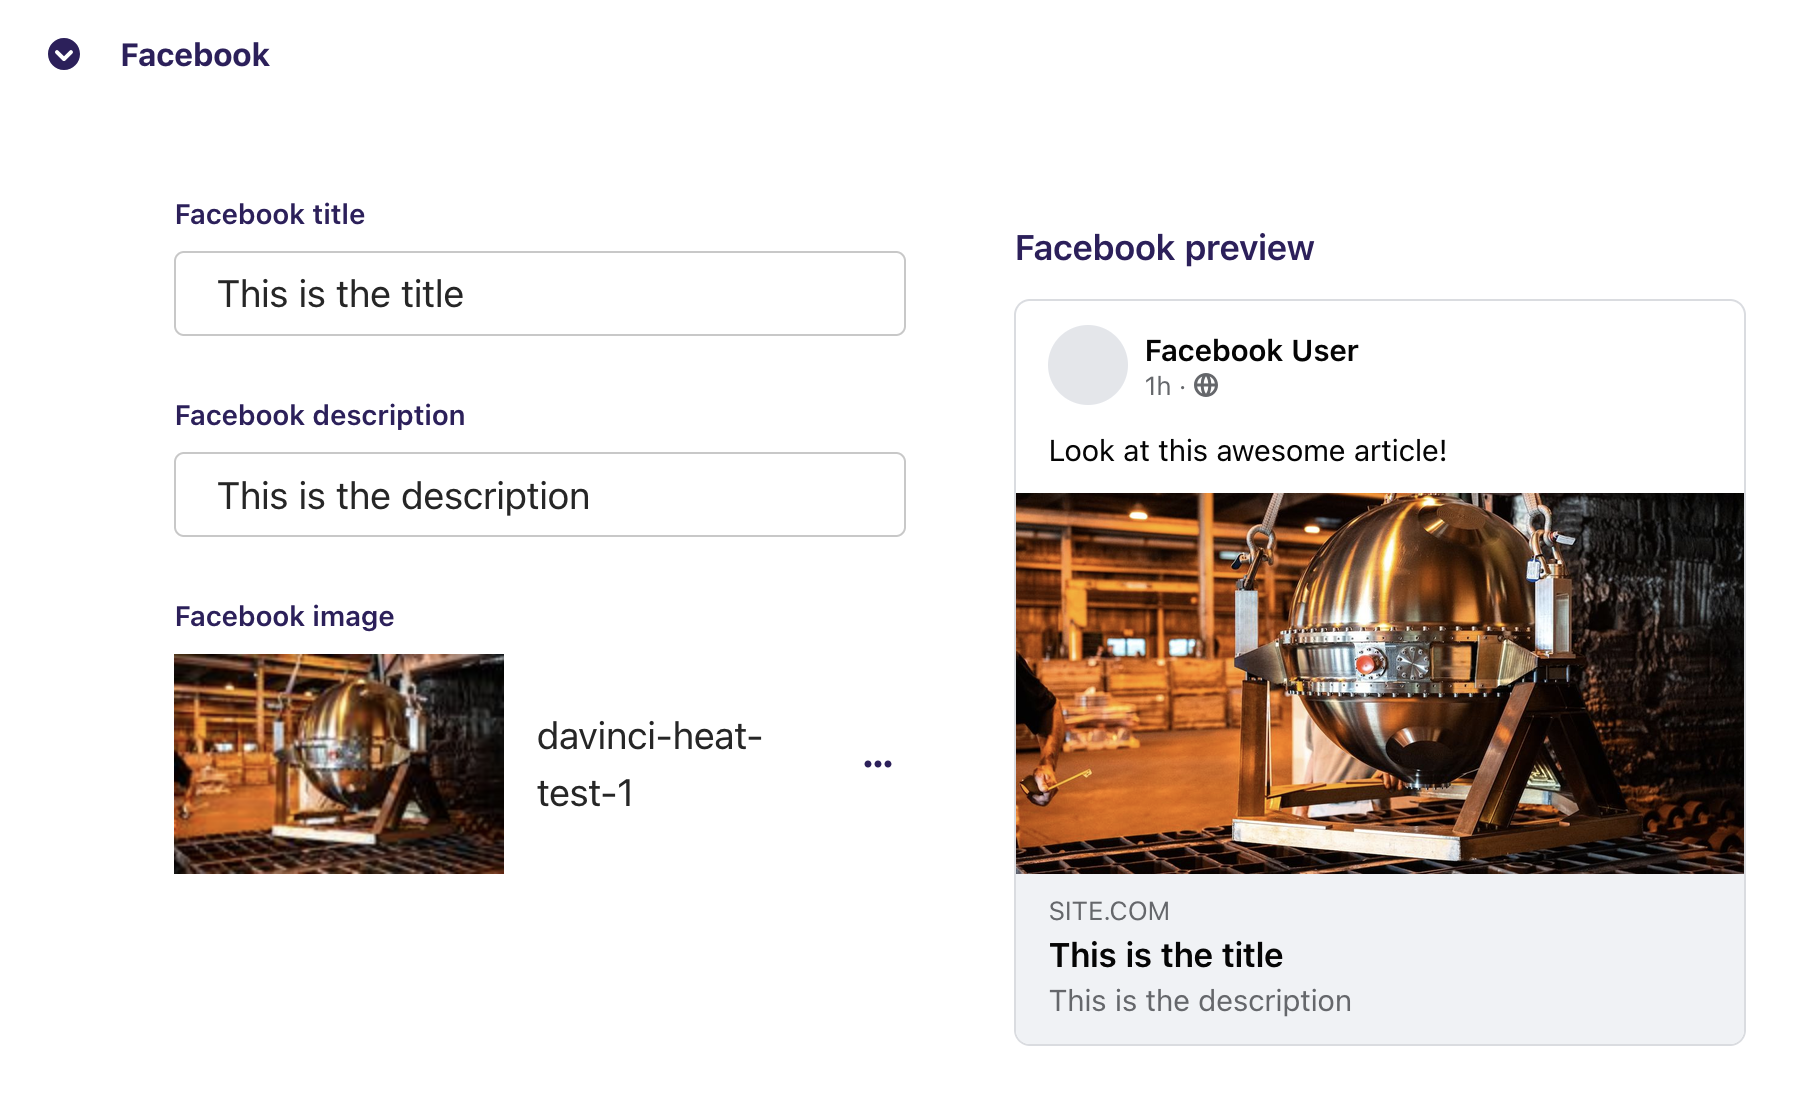 Facebook
Facebook title
This is the title
Facebook description
This is the description
Facebook image
davinci-heat-
test-1
Facebook preview
Facebook User
1h ·
Look at this awesome article!
SITE.COM
This is the title
This is the description